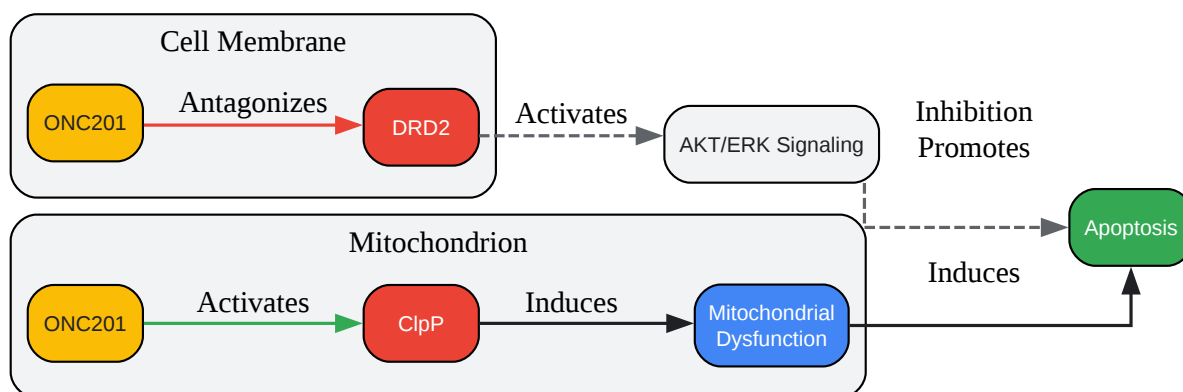 Cell Membrane
ONC201
Antagonizes
DRD2
Activates
AKT/ERK Signaling
Inhibition
Promotes
Mitochondrion
ONC201
Activates
ClpP
Induces
Mitochondrial
Dysfunction
Induces
Apoptosis